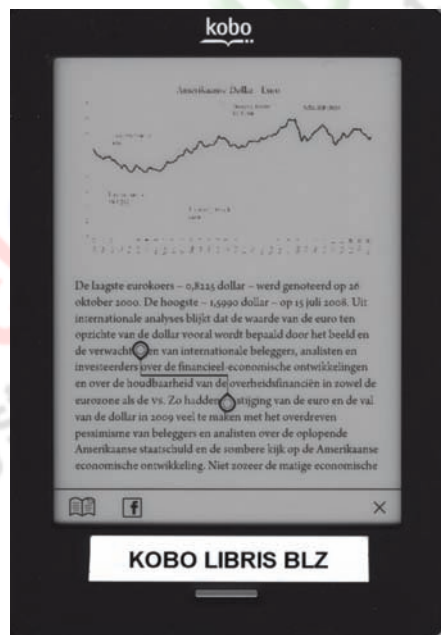 kobo
Amerikaanse Dollar Euro
De laagste eurokoers – 0,8225 dollar – werd genoteerd op 26
oktober 2000. De hoogste – 1,5990 dollar – op 15 juli 2008. Uit
internationale analyses blijkt dat de waarde van de euro ten
opzichte van de dollar vooral wordt bepaald door het beeld en
de verwacht en van internationale beleggers, analisten en
investeerders over de financieel-economische ontwikkelingen
en over de houdbaarheid van de overheidsfinanciën in zowel de
eurozone als de VS. Zo hadden stijging van de euro en de val
van de dollar in 2009 veel te maken met het overdreven
pessimisme van beleggers en analisten over de oplopende
Amerikaanse staatschuld en de sombere kijk op de Amerikaanse
economische ontwikkeling. Niet zozeer de matige economische
f
KOBO LIBRIS BLZ